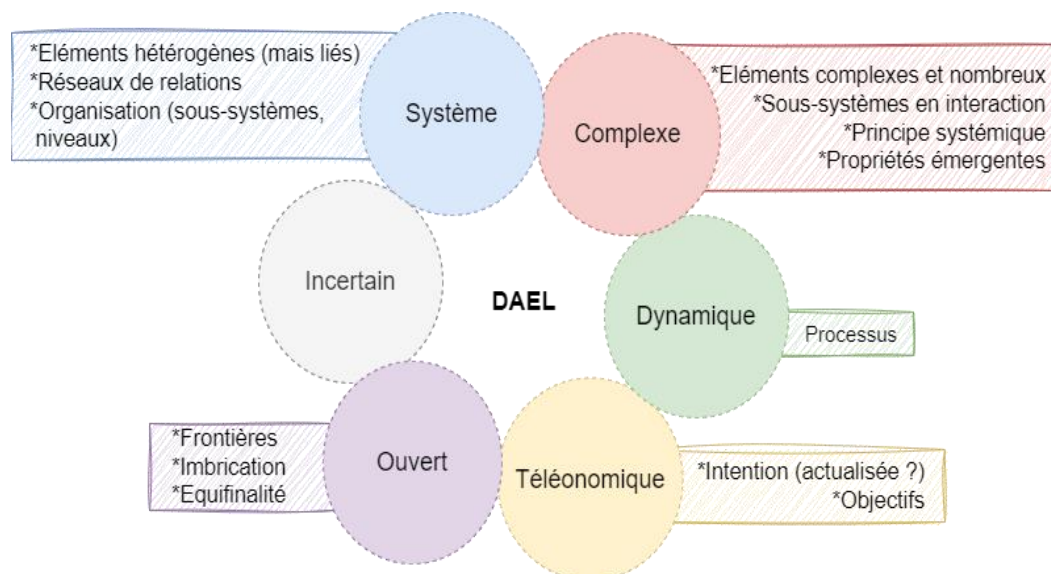 *Eléments hétérogènes (mais liés)
*Réseaux de relations
*Organisation (sous-systèmes,
niveaux)
Système
Complexe
*Eléments complexes et nombreux
*Sous-systèmes en interaction
*Principe systémique
*Propriétés émergentes
Incertain
DAEL
Dynamique
Processus
*Frontières
*Imbrication
*Equifinalité
Ouvert
Téléonomique
*Intention (actualisée ?)
*Objectifs